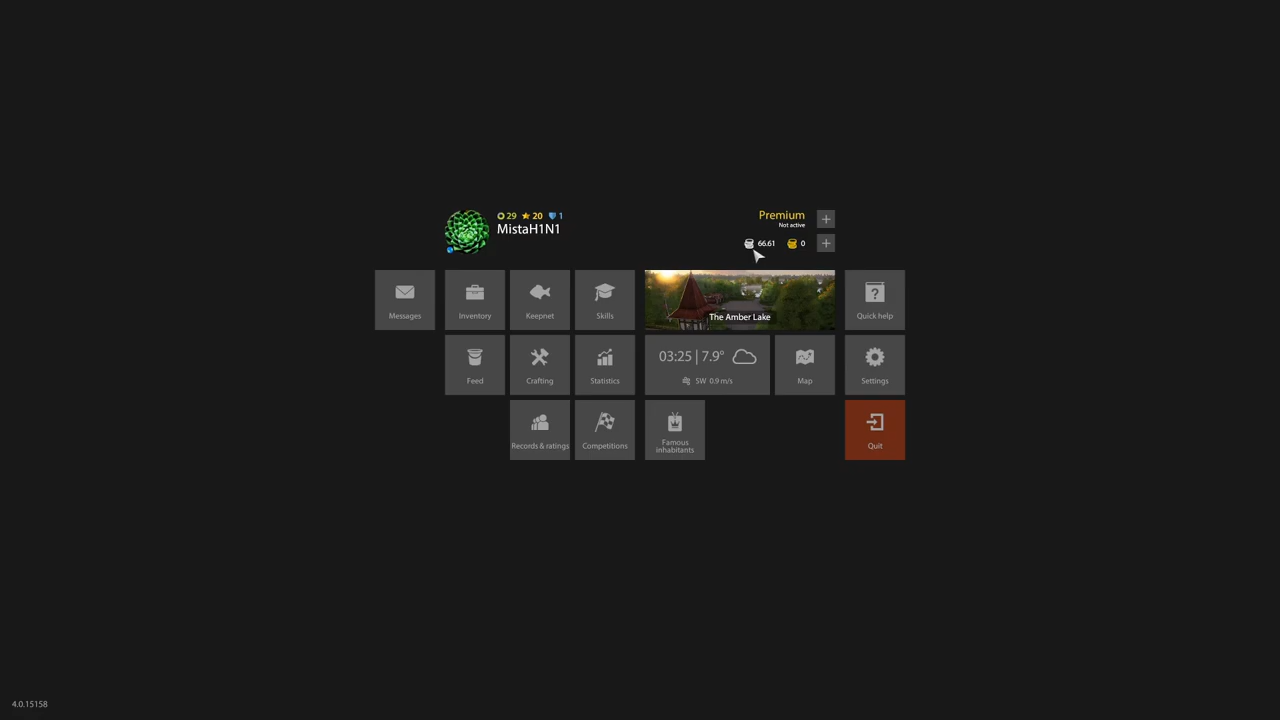 29 20 1
MistaH1N1
Premium
Not active
66.61 0
Messages
Inventory
Keepnet
Skills
The Amber Lake
Quick help
Feed
Crafting
Statistics
03:25 | 7.9°
SW 0.9 m/s
Map
Settings
Records & ratings
Competitions
Famous
inhabitants
Quit
4.0.15158